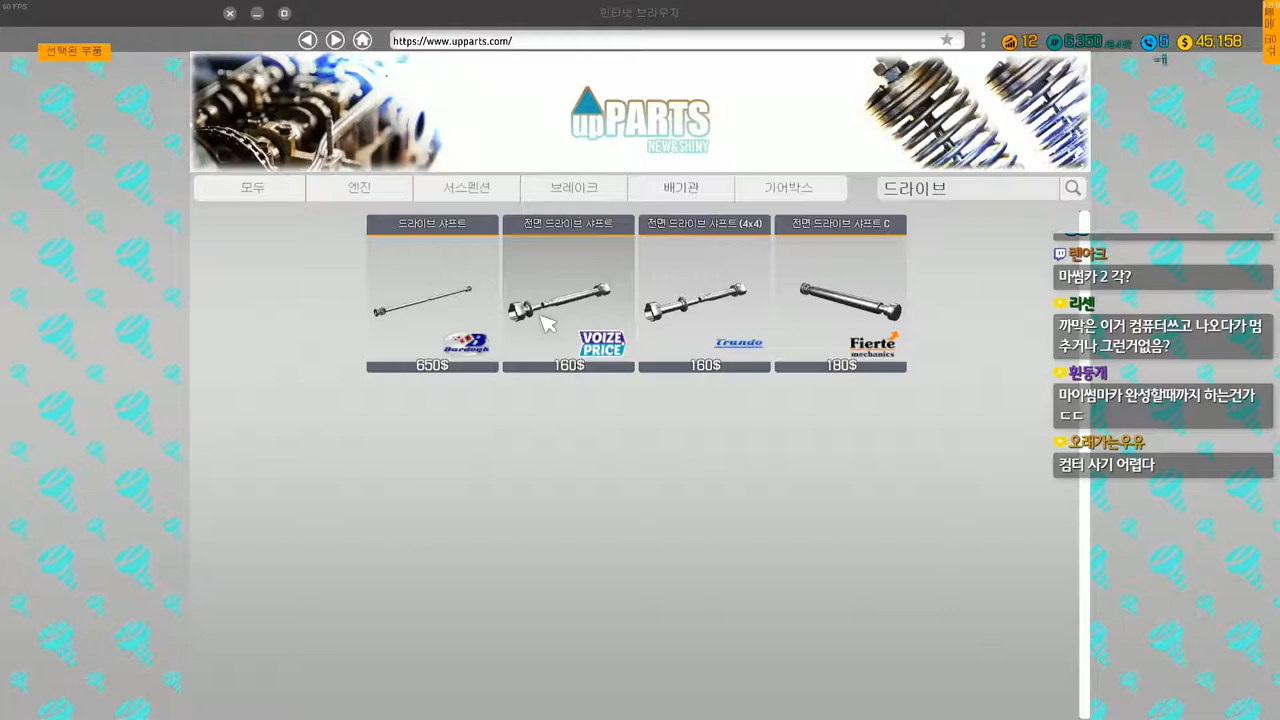 60 FPS
민티넷 브라우저
선택된 부품
https://www.upparts.com/
12
6,350
6
$ 45,158
upPARTS
NEW&SHINY
모두
엔진
서스펜션
브레이크
배기관
기어박스
드라이브
드라이브 샤프트
전면 드라이브 샤프트
전면 드라이브 샤프트 (4x4)
전면 드라이브 샤프트 C
Bardogh
VOIZE
PRICE
Trando
Fierte
mechanics
650$
160$
160$
180$
렌아크
마썸카 2 각?
리센
까막은 이거 컴퓨터쓰고 나오다가 멈
추거나 그런거없음?
흰둥개
마이썸마카 완성할때까지 하는건가
ㄷㄷ
오래가는우유
컴터 사기 어렵다